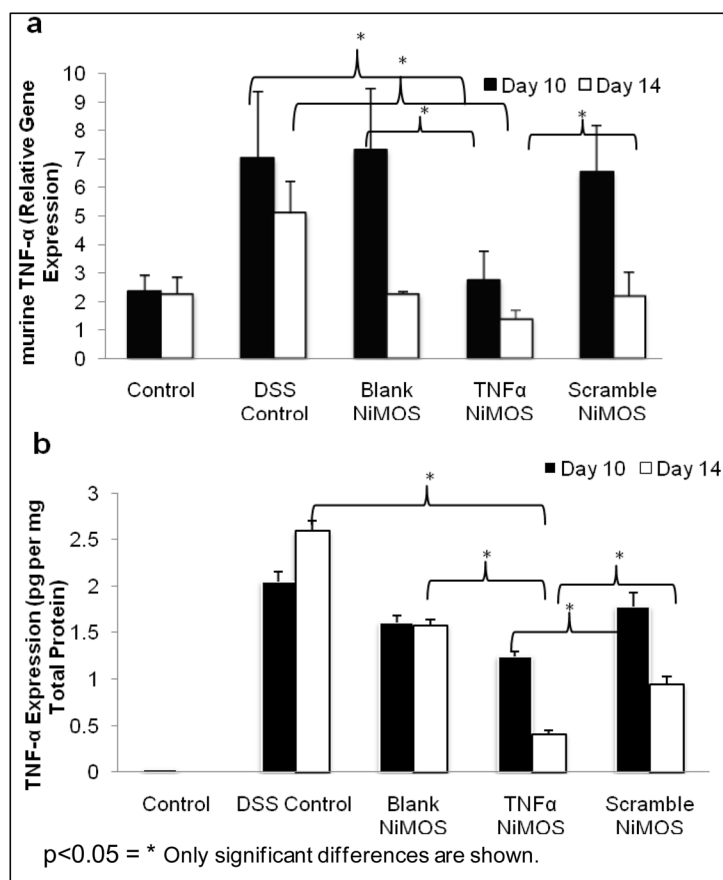 a
*
*
*
*
■ Day 10 □ Day 14
10
9
8
7
6
5
4
3
2
1
0
murine TNF-α (Relative Gene
Expression)
Control
DSS
Control
Blank
NiMOS
TNFα
NiMOS
Scramble
NiMOS
b
■ Day 10 □ Day 14
*
*
*
*
3
2.5
2
1.5
1
0.5
0
TNF-α Expression (pg per mg
Total Protein)
Control
DSS Control
Blank
NiMOS
TNFα
NiMOS
Scramble
NiMOS
p<0.05 = * Only significant differences are shown.